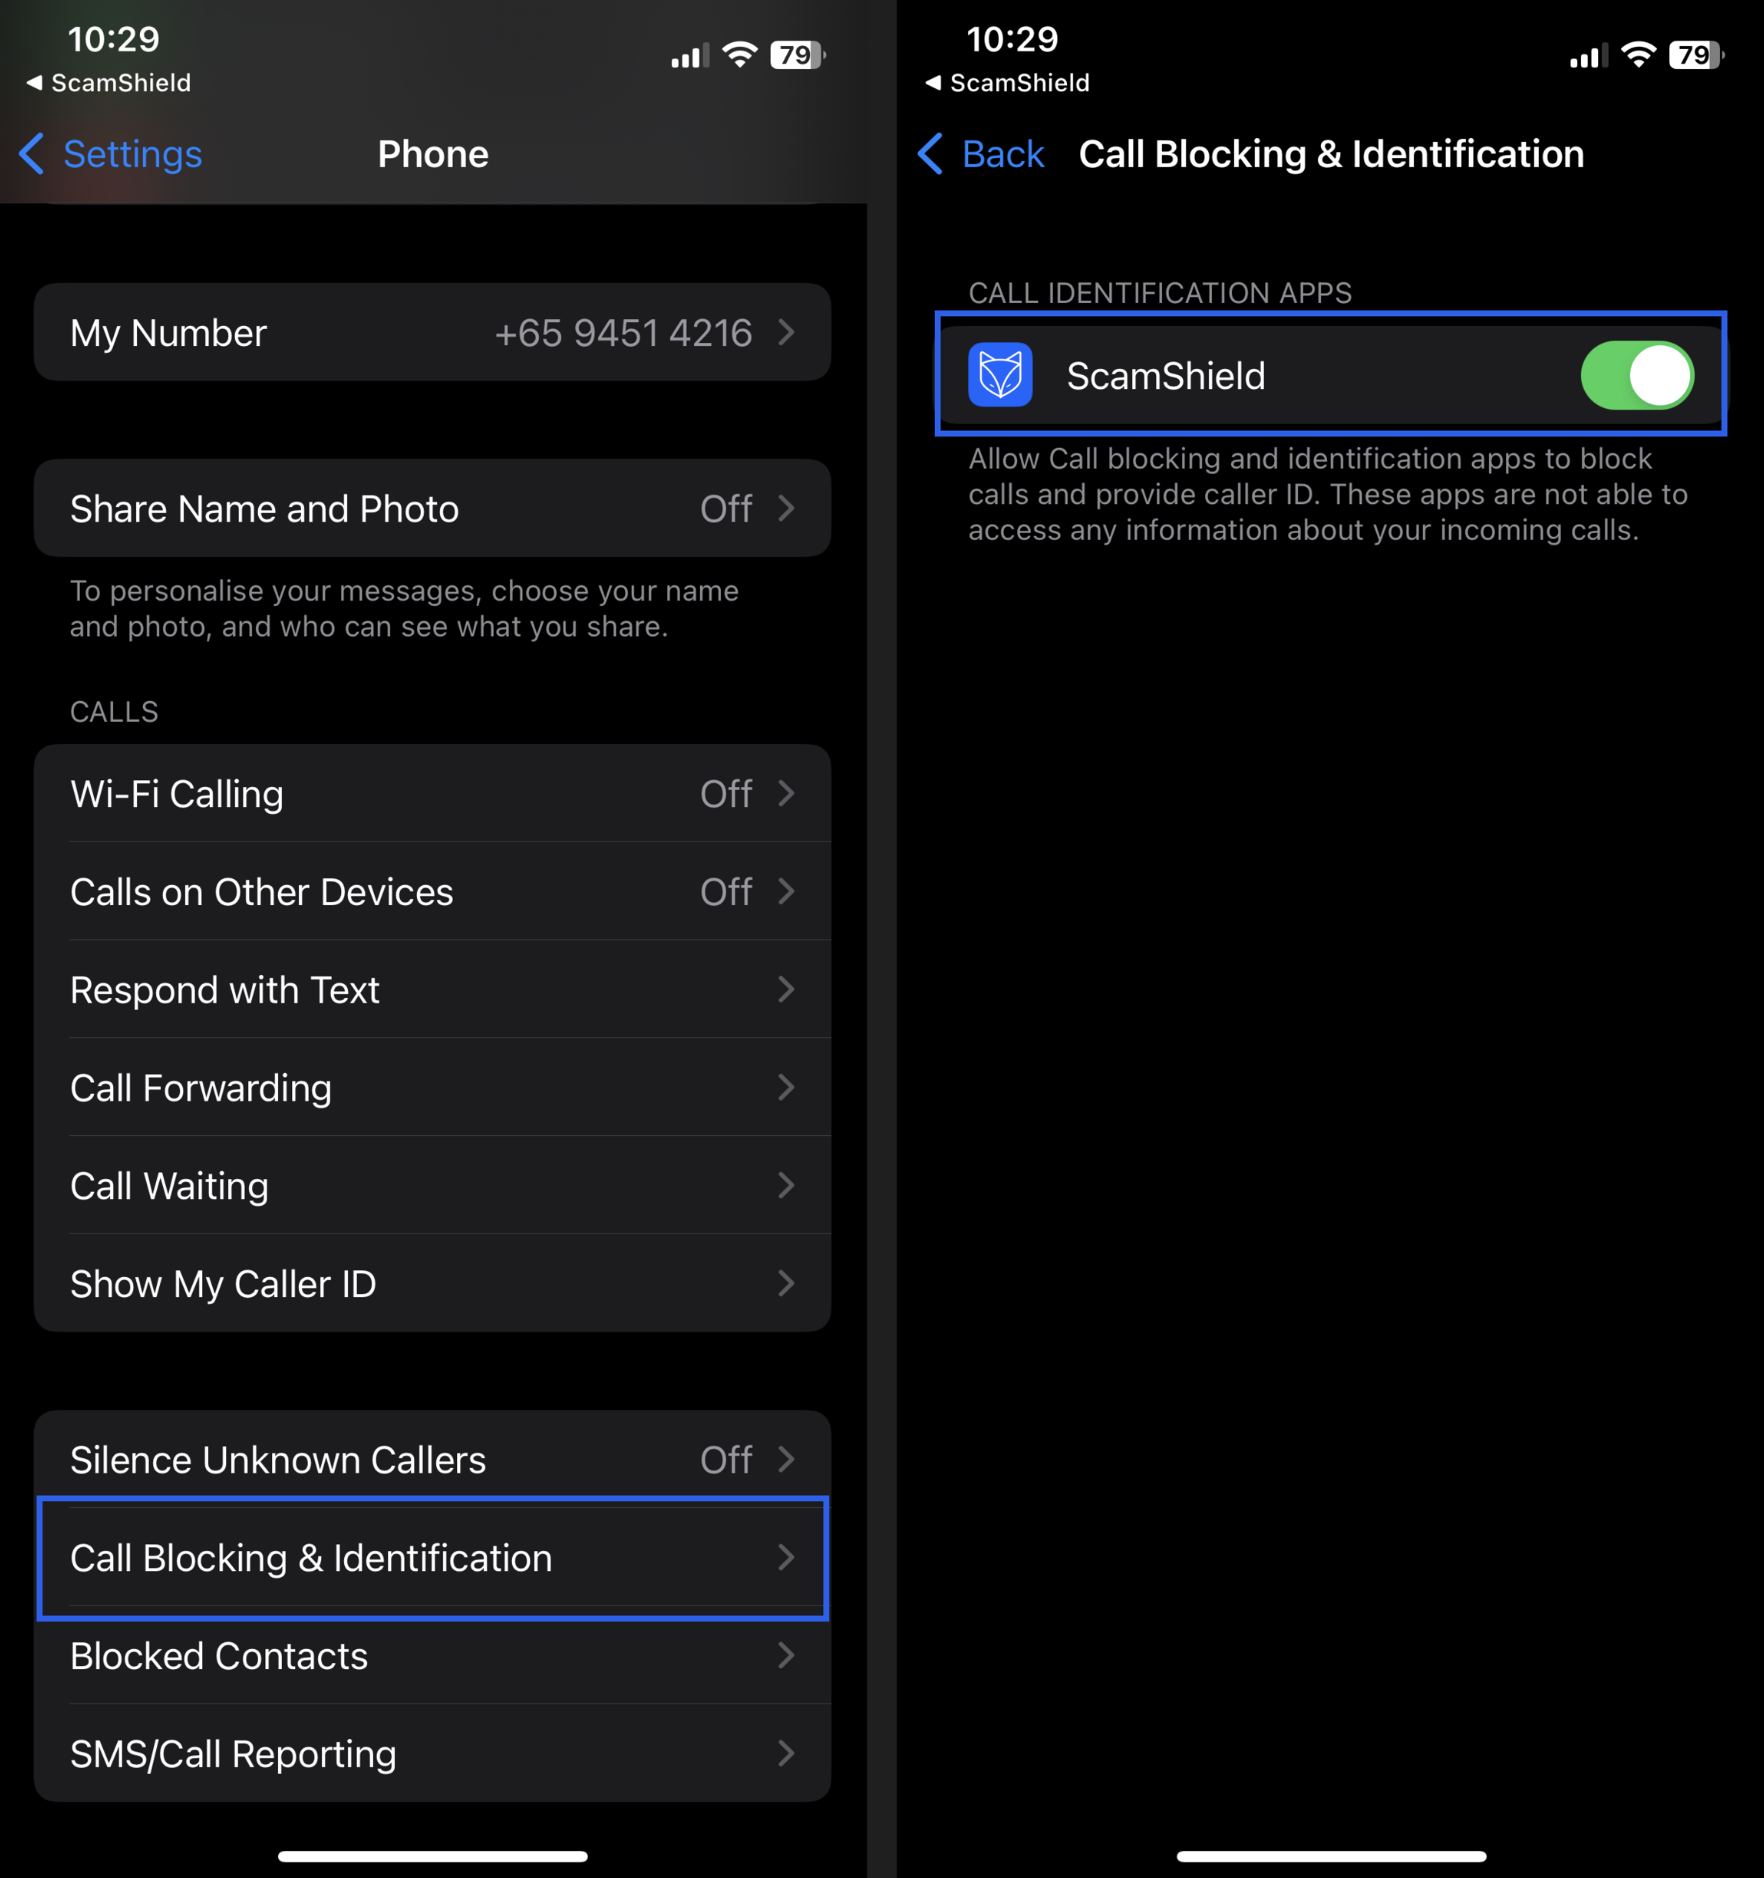 10:29
79
◀ ScamShield
Settings
Phone
My Number
+65 9451 4216
Share Name and Photo
Off
To personalise your messages, choose your name
and photo, and who can see what you share.
CALLS
Wi-Fi Calling
Off
Calls on Other Devices
Off
Respond with Text
Call Forwarding
Call Waiting
Show My Caller ID
Silence Unknown Callers
Off
Call Blocking & Identification
Blocked Contacts
SMS/Call Reporting
10:29
79
◀ ScamShield
Back
Call Blocking & Identification
CALL IDENTIFICATION APPS
ScamShield
Allow Call blocking and identification apps to block
calls and provide caller ID. These apps are not able to
access any information about your incoming calls.